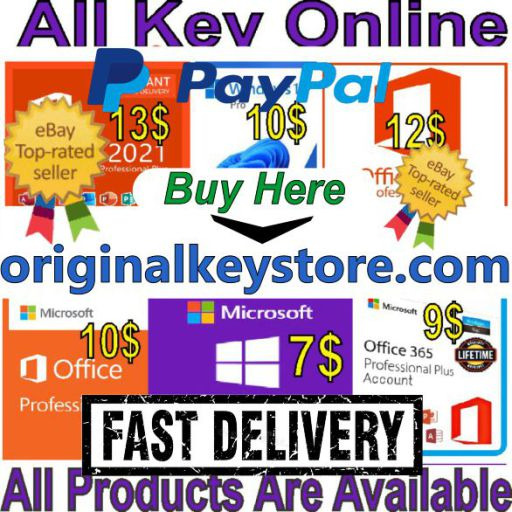 All Key Online
PayPal
13$
10$
12$
eBay
Top-rated
seller
2021
Pro
eBay
Top-rated
seller
Buy Here
originalkeystore.com
Microsoft
10$
Office
Microsoft
7$
Microsoft
9$
Office 365
Professional Plus
Account
LIFETIME
FAST DELIVERY
All Products Are Available